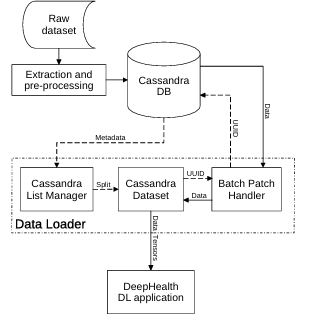 Raw
dataset
Extraction and
pre-processing
Cassandra
DB
Data
UUID
Metadata
Cassandra
List Manager
Split
Cassandra
Dataset
UUID
Data
Batch Patch
Handler
Data Loader
Data Tensors
DeepHealth
DL application